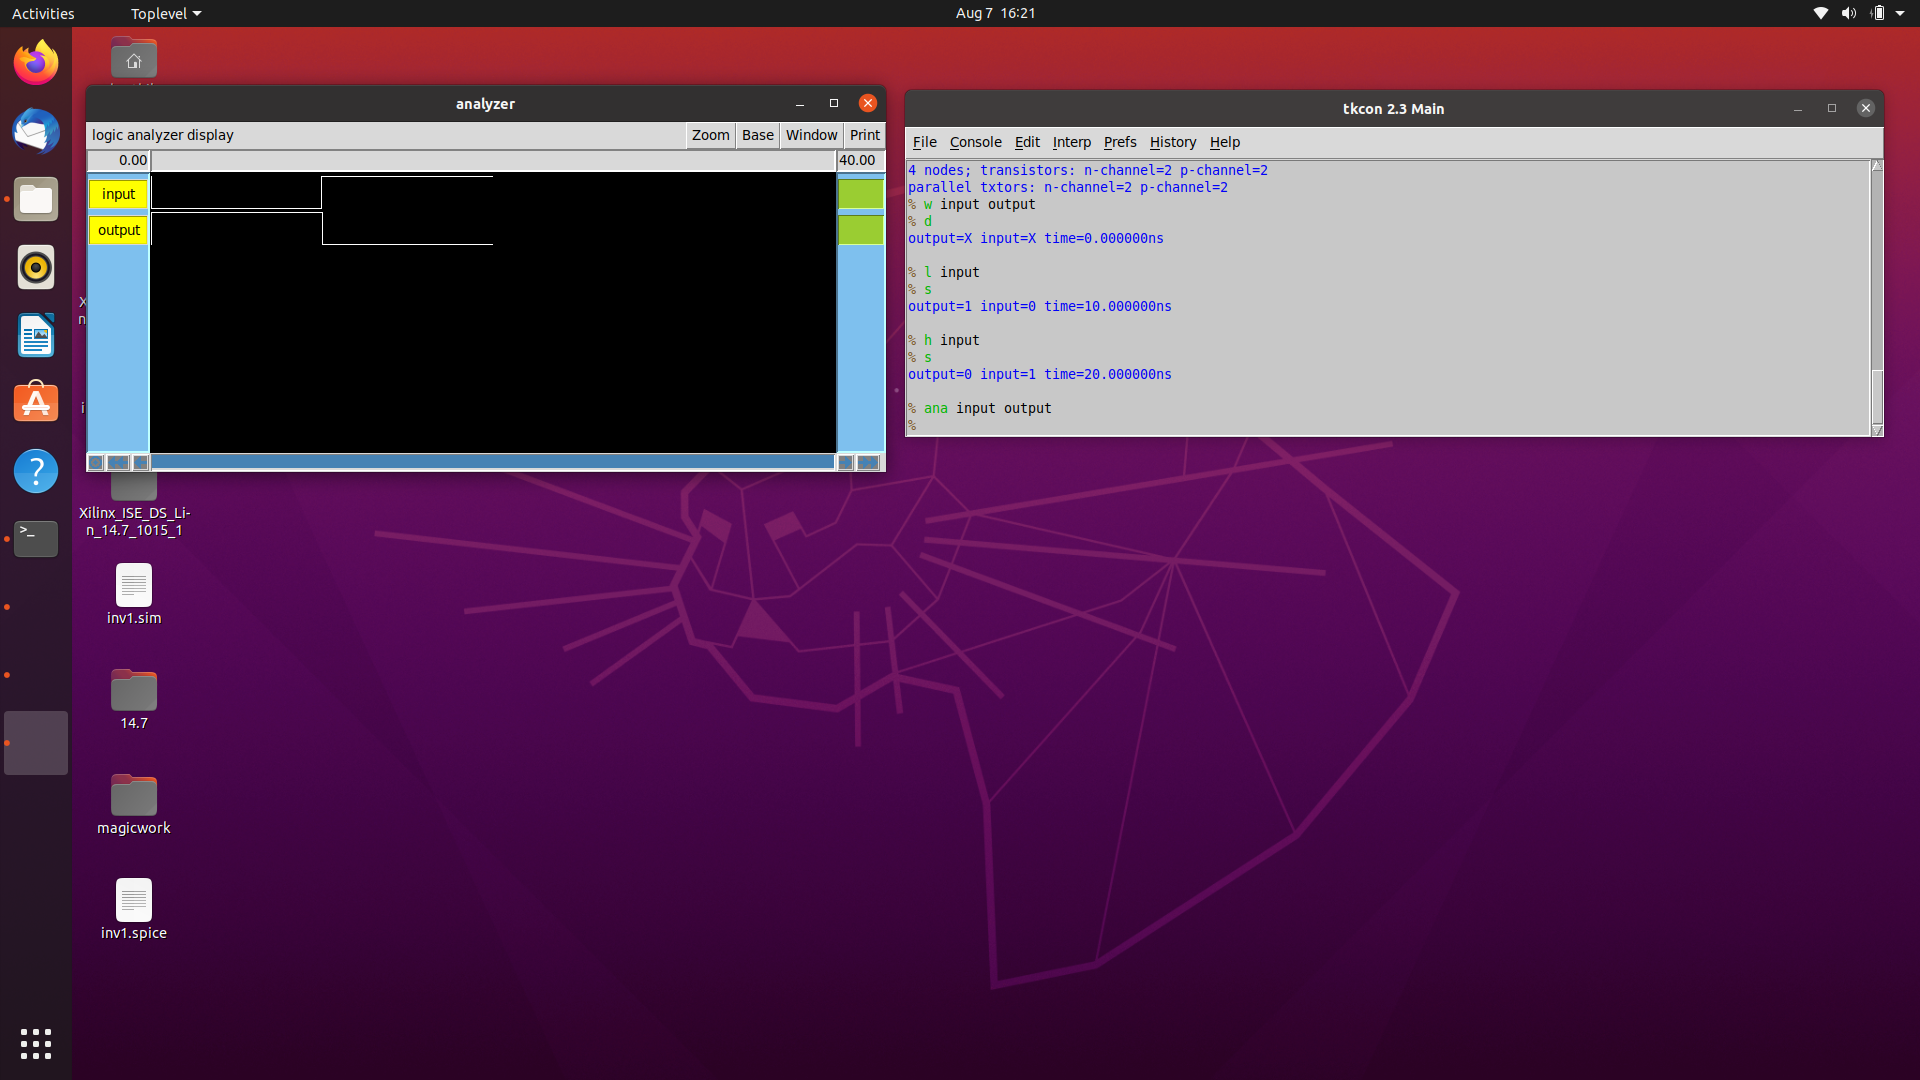 Activities
Toplevel
Aug 7 16:21
analyzer
logic analyzer display
Zoom
Base
Window
Print
0.00
40.00
input
output
tkcon 2.3 Main
File Console Edit Interp Prefs History Help
4 nodes; transistors: n-channel=2 p-channel=2
parallel txtors: n-channel=2 p-channel=2
% w input output
% d
output=X input=X time=0.000000ns
% l input
% s
output=1 input=0 time=10.000000ns
% h input
% s
output=0 input=1 time=20.000000ns
% ana input output
%
Xilinx_ISE_DS_Li-
n_14.7_1015_1
inv1.sim
14.7
magicwork
inv1.spice